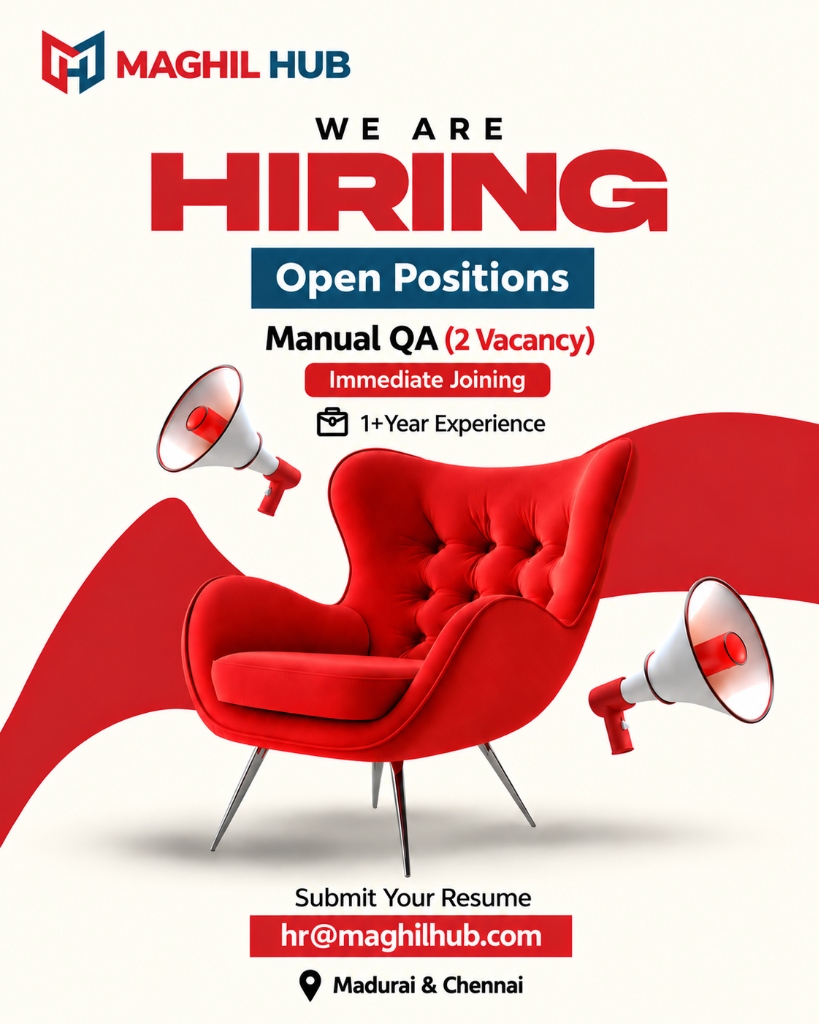 MAGHIL HUB
WE ARE
HIRING
Open Positions
Manual QA (2 Vacancy)
Immediate Joining
1+Year Experience
Submit Your Resume
hr@maghilhub.com
Madurai & Chennai